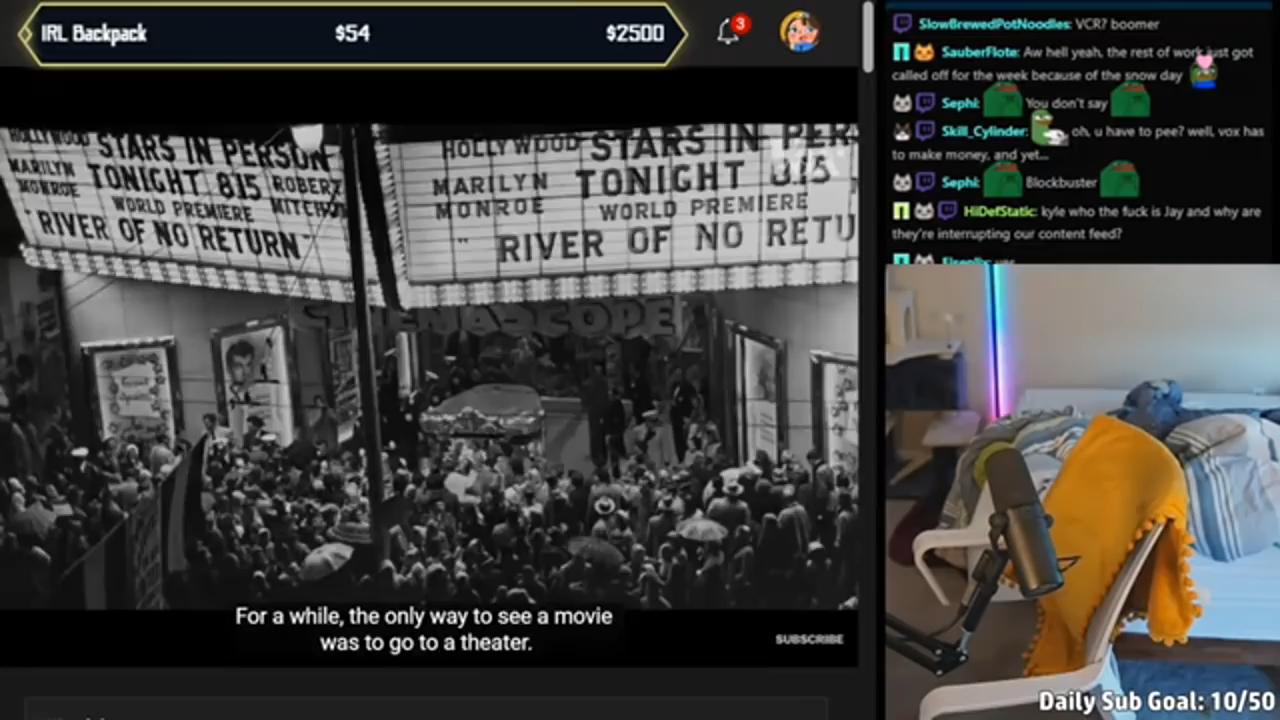 IRL Backpack
$54
$2500
3
HOLLYWOOD STARS IN PERSON
MARILYN MONROE TONIGHT 815 ROBERT MITCHUM
WORLD PREMIERE
"RIVER OF NO RETURN"
HOLLYWOOD STARS IN PER
MARILYN MONROE TONIGHT 815
WORLD PREMIERE
" RIVER OF NO RETU
CINEMASCOPE
For a while, the only way to see a movie
was to go to a theater.
SUBSCRIBE
SlowBrewedPotNoodles: VCR? boomer
SauberFlote: Aw hell yeah, the rest of work just got
called off for the week because of the snow day
Sephi: You don't say
Skill_Cylinder: oh, u have to pee? well, vox has
to make money, and yet...
Sephi: Blockbuster
HiDefStatic: kyle who the fuck is Jay and why are
they're interrupting our content feed?
Daily Sub Goal: 10/50